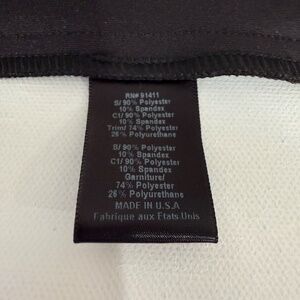 RN# 91411
S/ 90% Polyester
10% Spandex
C1/ 90% Polyester
10% Spandex
Trim/ 74% Polyester
26% Polyurethane
S/ 90% Polyester
10% Spandex
C1/ 90% Polyester
10% Spandex
Garniture/
74% Polyester
26% Polyurethane
MADE IN U.S.A
Fabrique aux Etats Unis